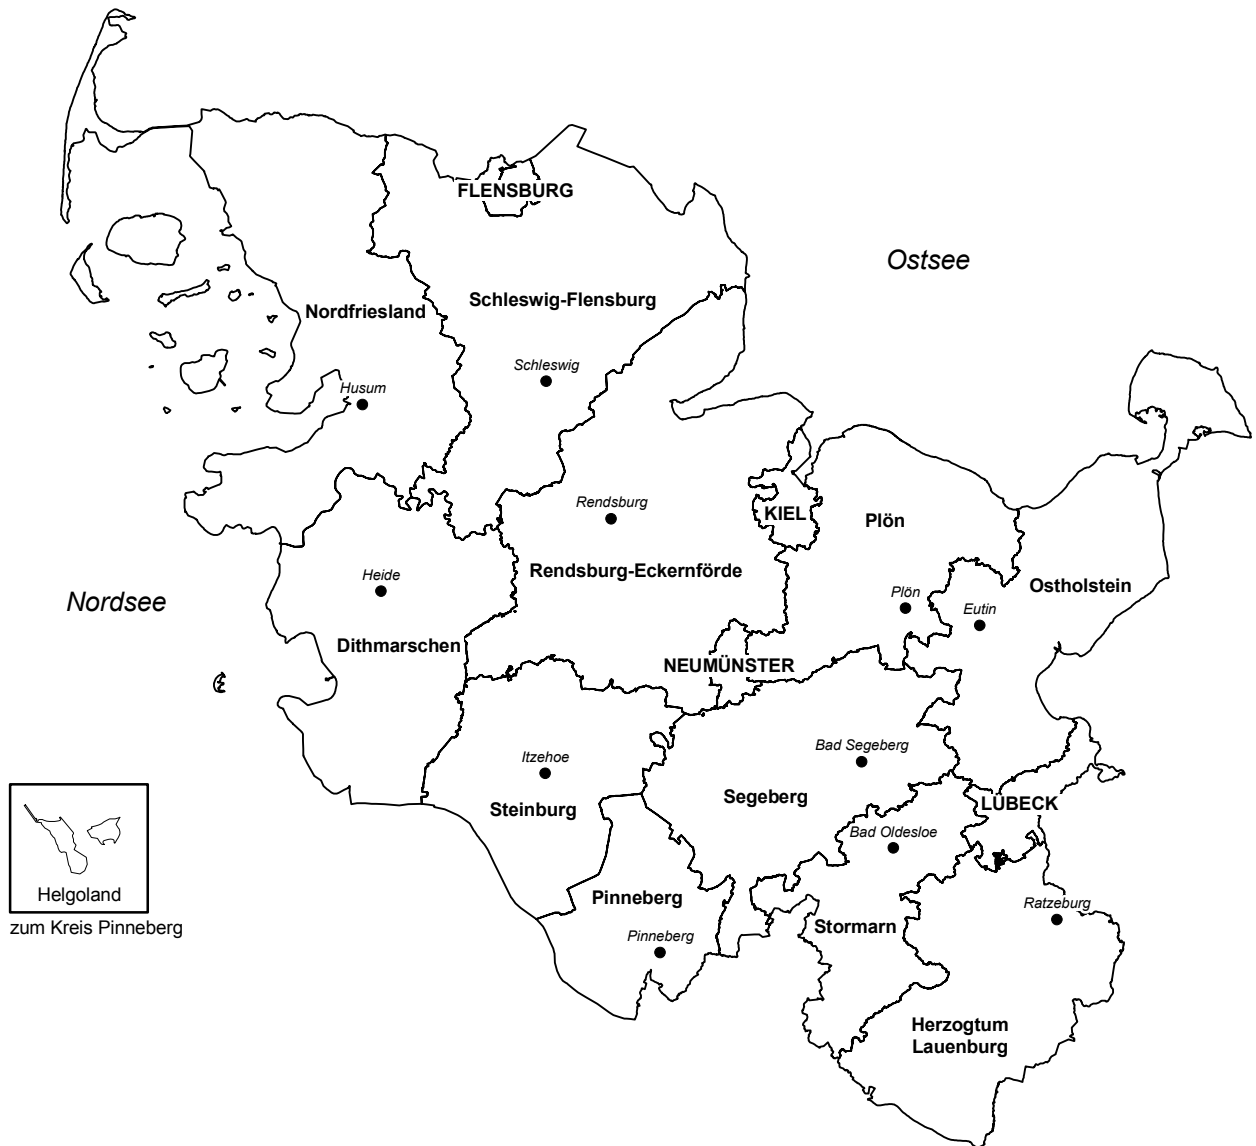 FLENSBURG
Ostsee
Schleswig-Flensburg
Nordfriesland
Schleswig
Husum
Rendsburg
KIEL
Plön
Rendsburg-Eckernförde
Heide
Ostholstein
Plön
Eutin
Nordsee
Dithmarschen
NEUMÜNSTER
Bad Segeberg
Itzehoe
Segeberg
LÜBECK
Steinburg
Bad Oldesloe
Helgoland
zum Kreis Pinneberg
Pinneberg
Ratzeburg
Stormarn
Pinneberg
Herzogtum
Lauenburg